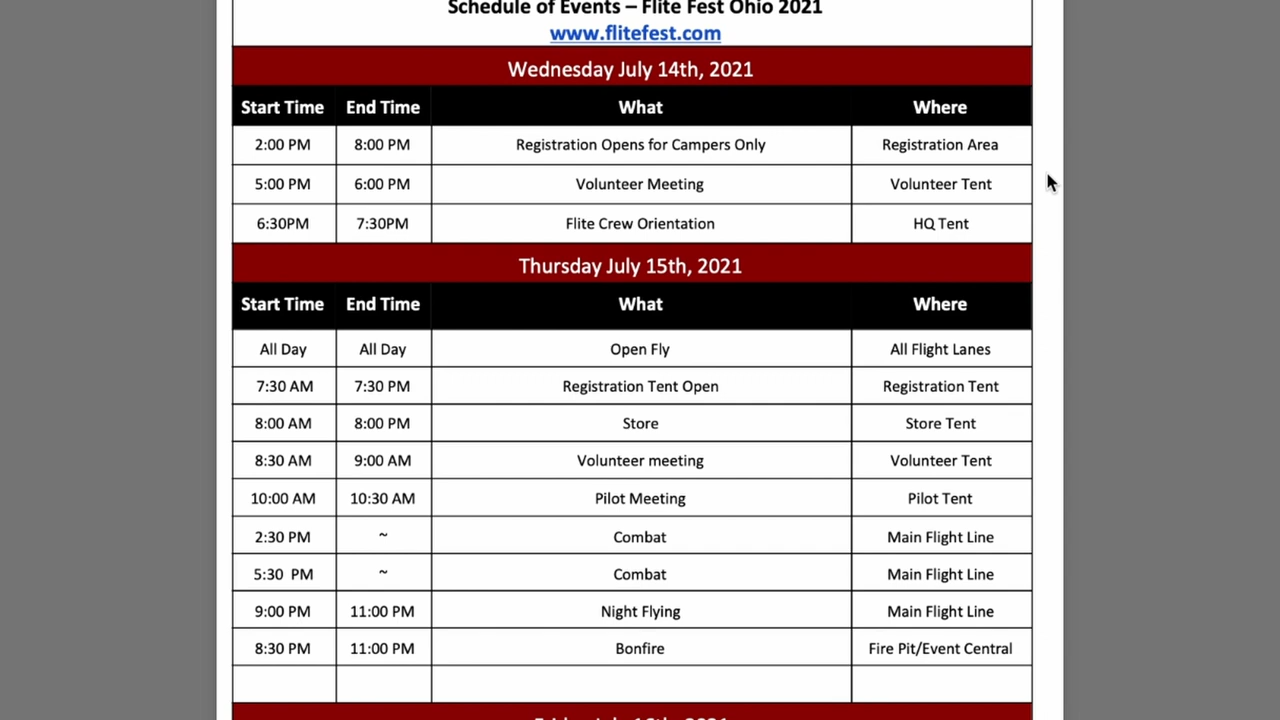 Schedule of Events – Flite Fest Ohio 2021
www.flitefest.com
Wednesday July 14th, 2021
Start Time End Time What Where
2:00 PM 8:00 PM Registration Opens for Campers Only Registration Area
5:00 PM 6:00 PM Volunteer Meeting Volunteer Tent
6:30PM 7:30PM Flite Crew Orientation HQ Tent
Thursday July 15th, 2021
Start Time End Time What Where
All Day All Day Open Fly All Flight Lanes
7:30 AM 7:30 PM Registration Tent Open Registration Tent
8:00 AM 8:00 PM Store Store Tent
8:30 AM 9:00 AM Volunteer meeting Volunteer Tent
10:00 AM 10:30 AM Pilot Meeting Pilot Tent
2:30 PM ~ Combat Main Flight Line
5:30 PM ~ Combat Main Flight Line
9:00 PM 11:00 PM Night Flying Main Flight Line
8:30 PM 11:00 PM Bonfire Fire Pit/Event Central
Friday July 16th, 2021